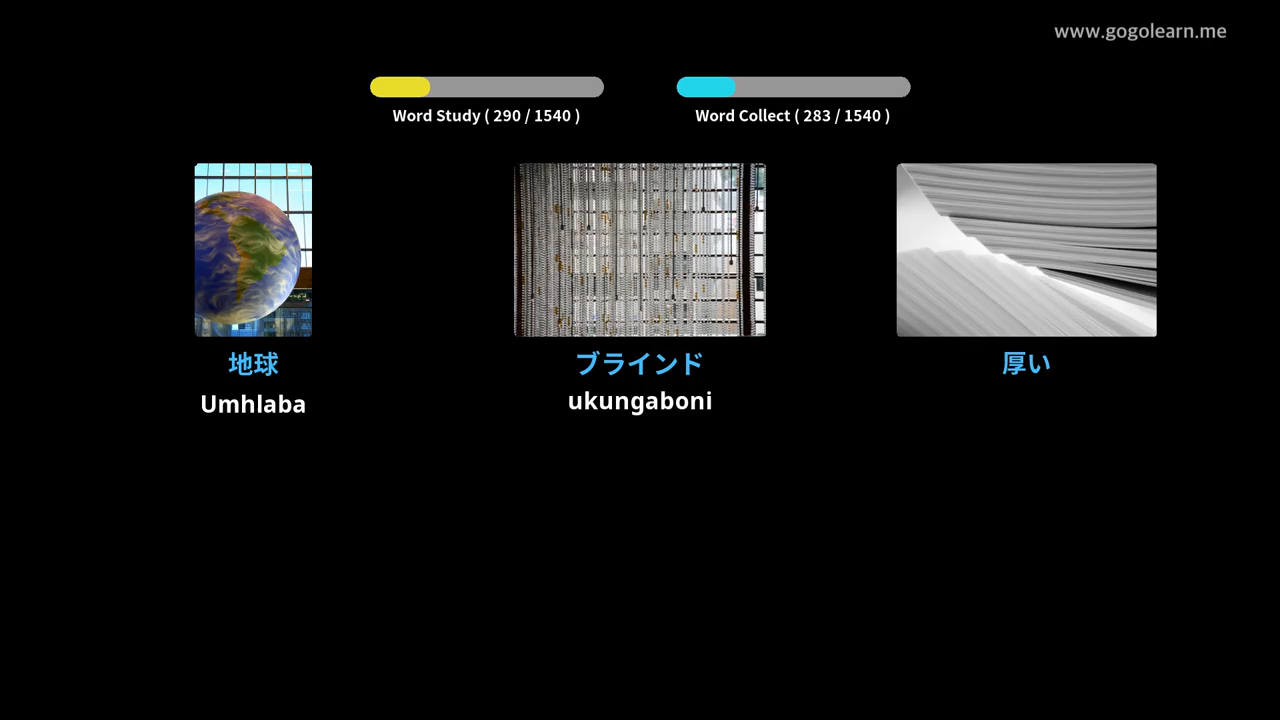 www.gogolearn.me
Word Study ( 290 / 1540 )
Word Collect ( 283 / 1540 )
地球
ブラインド
厚い
Umhlaba
ukungaboni